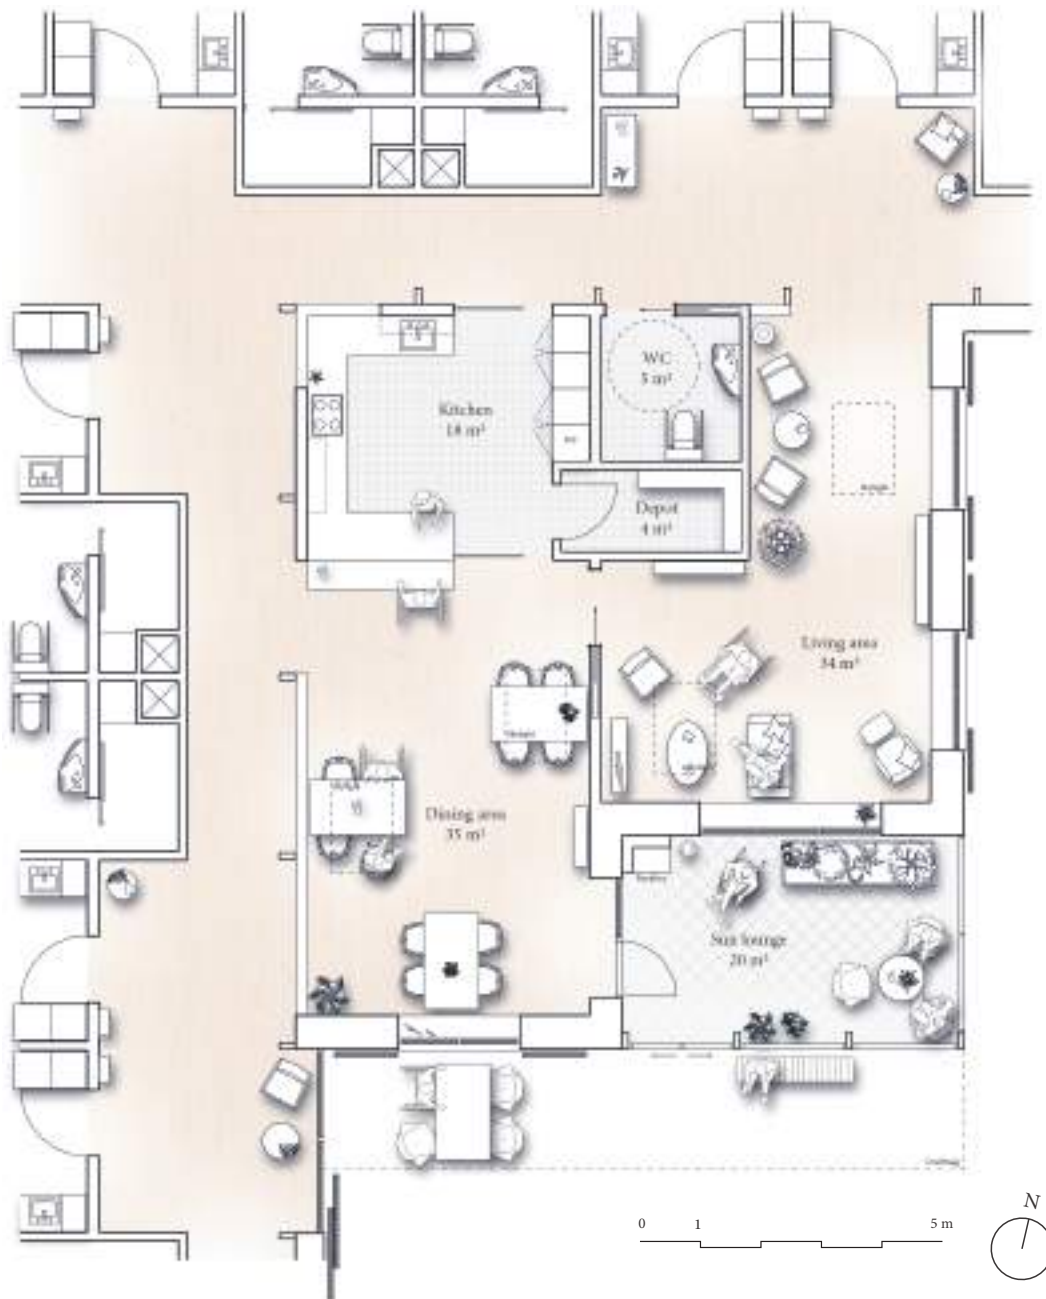 WC
5 m²
Kitchen
18 m²
Depot
4 m²
Living area
34 m²
Dining area
35 m²
Sun lounge
20 m²
N
0 1 5 m